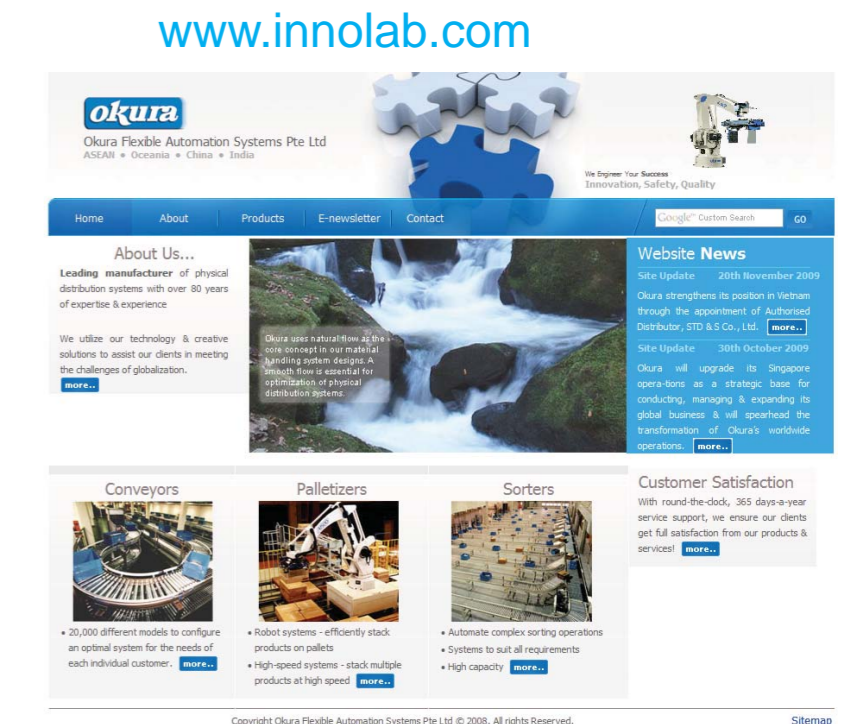 www.innolab.com
okura
Okura Flexible Automation Systems Pte Ltd
ASEAN • Oceania • China • India
We Engineer Your Success
Innovation, Safety, Quality
Home About Products E-newsletter Contact
Google™ Custom Search GO
About Us...
Leading manufacturer of physical
distribution systems with over 80 years
of expertise & experience
We utilize our technology & creative
solutions to assist our clients in meeting
the challenges of globalization.
more..
Okura uses natural flow as the
core concept in our material
handling system designs. A
smooth flow is essential for
optimization of physical
distribution systems.
Website News
Site Update 20th November 2009
Okura strengthens its position in Vietnam
through the appointment of Authorised
Distributor, STD & S Co., Ltd. more..
Site Update 30th October 2009
Okura will upgrade its Singapore
opera-tions as a strategic base for
conducting, managing & expanding its
global business & will spearhead the
transformation of Okura's worldwide
operations. more..
Conveyors
• 20,000 different models to configure
an optimal system for the needs of
each individual customer. more..
Palletizers
• Robot systems - efficiently stack
products on pallets
• High-speed systems - stack multiple
products at high speed more..
Sorters
• Automate complex sorting operations
• Systems to suit all requirements
• High capacity more..
Customer Satisfaction
With round-the-clock, 365 days-a-year
service support, we ensure our clients
get full satisfaction from our products &
services! more..
Copyright Okura Flexible Automation Systems Pte Ltd © 2008. All rights Reserved.
Sitemap